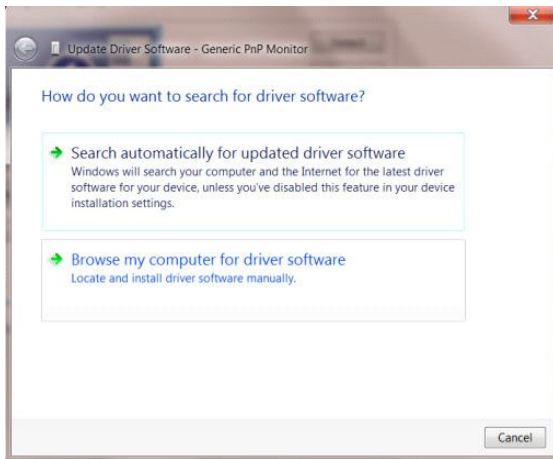 Update Driver Software - Generic PnP Monitor
How do you want to search for driver software?
Search automatically for updated driver software
Windows will search your computer and the Internet for the latest driver
software for your device, unless you've disabled this feature in your device
installation settings.
Browse my computer for driver software
Locate and install driver software manually.
Cancel